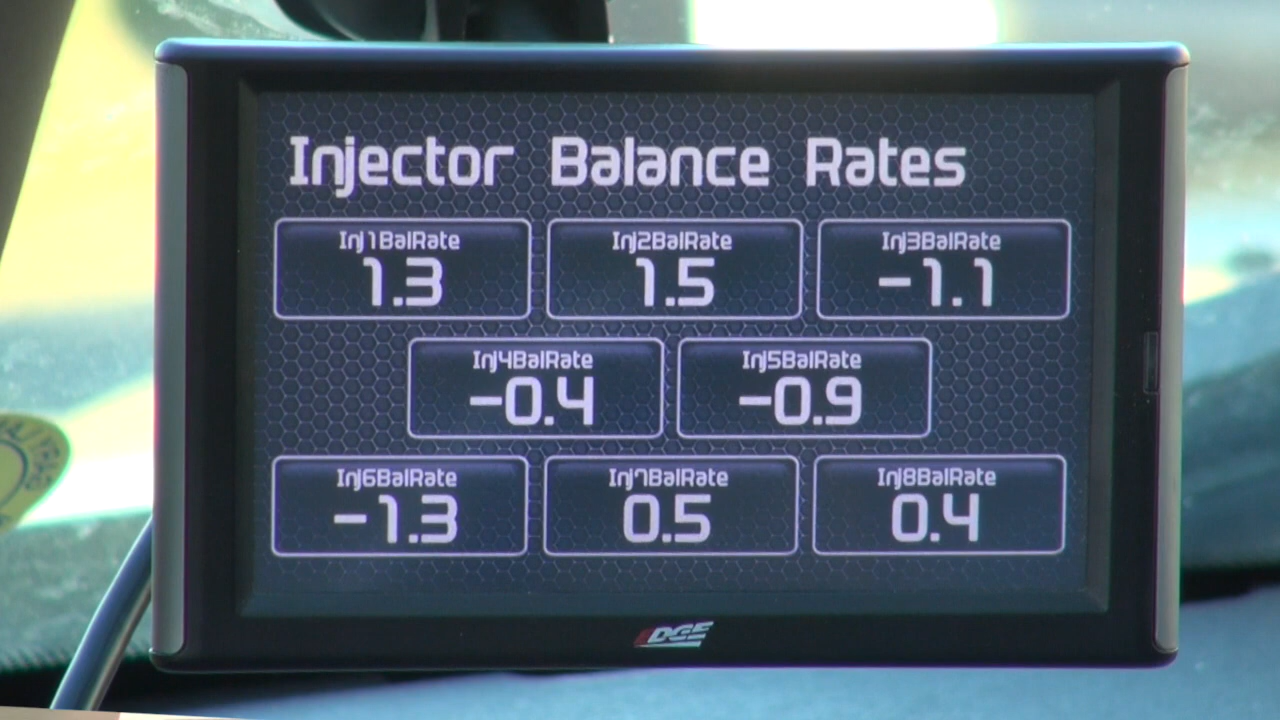 Injector Balance Rates
Inj1BalRate
1.3
Inj2BalRate
1.5
Inj3BalRate
-1.1
Inj4BalRate
-0.4
Inj5BalRate
-0.9
Inj6BalRate
-1.3
Inj7BalRate
0.5
Inj8BalRate
0.4
EDGE